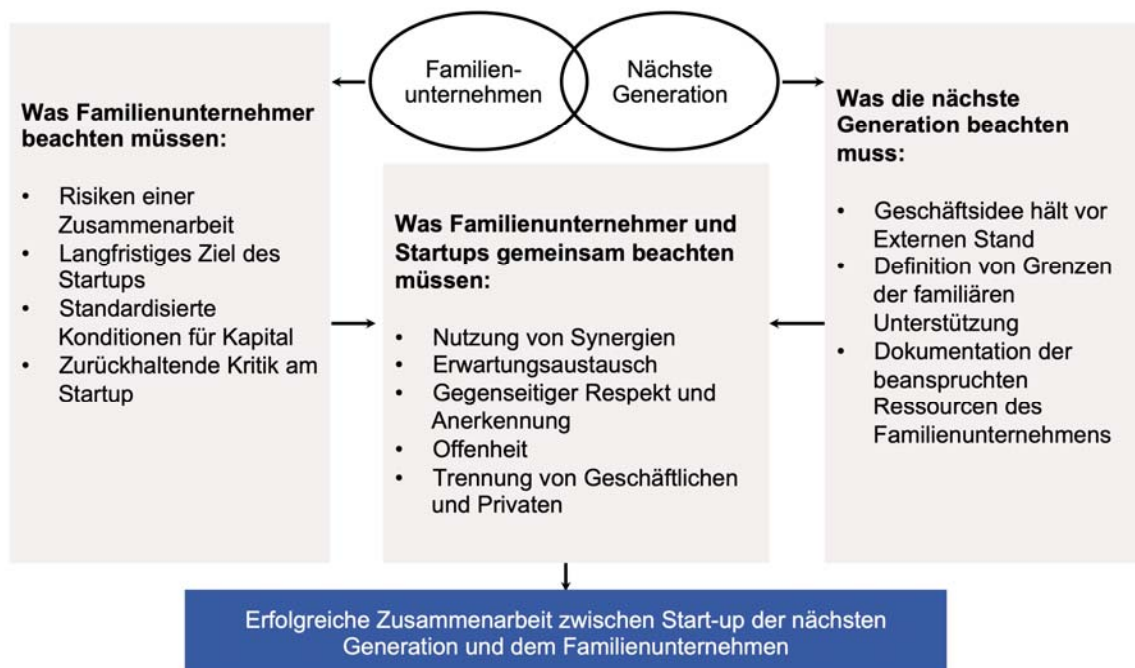 Familien-
unternehmen
Nächste
Generation
Was Familienunternehmer
beachten müssen:
• Risiken einer
Zusammenarbeit
• Langfristiges Ziel des
Startups
• Standardisierte
Konditionen für Kapital
• Zurückhaltende Kritik am
Startup
Was Familienunternehmer und
Startups gemeinsam beachten
müssen:
• Nutzung von Synergien
• Erwartungsaustausch
• Gegenseitiger Respekt und
Anerkennung
• Offenheit
• Trennung von Geschäftlichen
und Privaten
Was die nächste
Generation beachten
muss:
• Geschäftsidee hält vor
Externen Stand
• Definition von Grenzen
der familiären
Unterstützung
• Dokumentation der
beanspruchten
Ressourcen des
Familienunternehmens
Erfolgreiche Zusammenarbeit zwischen Start-up der nächsten
Generation und dem Familienunternehmen